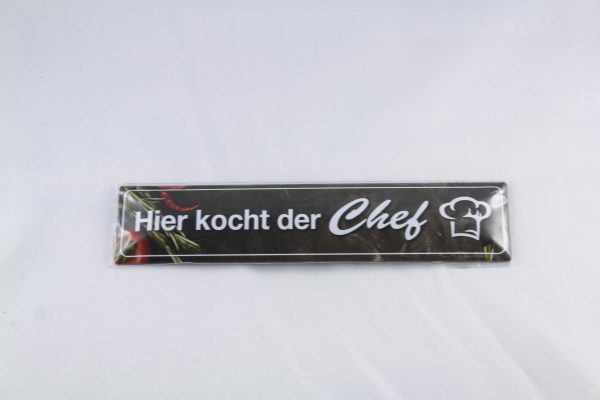 Hier kocht der Chef